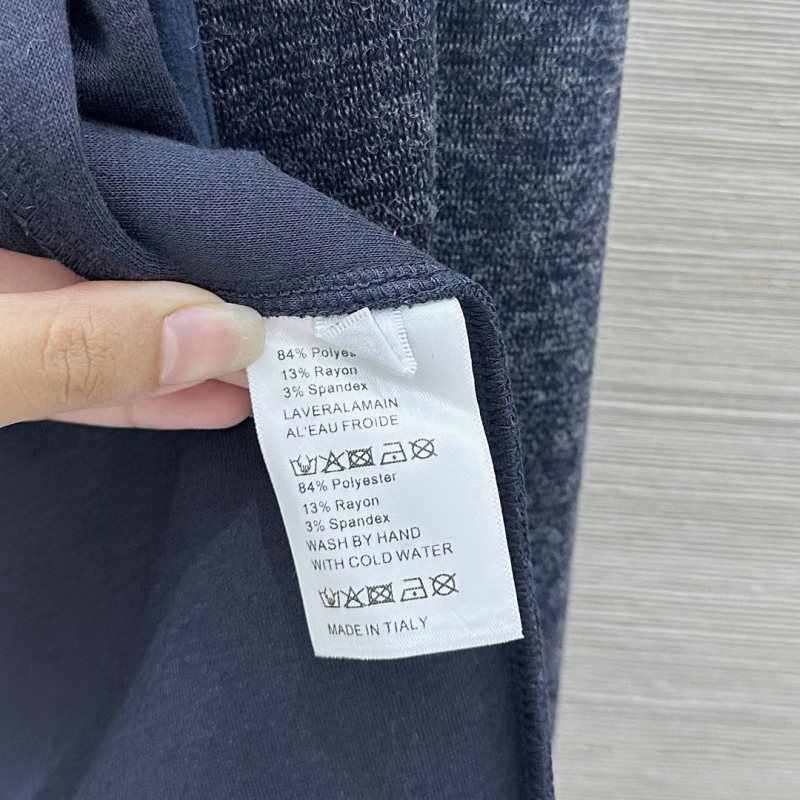 84% Polyes
13% Rayon
3% Spandex
LAVERALAMAIN
AL'EAU FROIDE
84% Polyester
13% Rayon
3% Spandex
WASH BY HAND
WITH COLD WATER
MADE IN TIALY